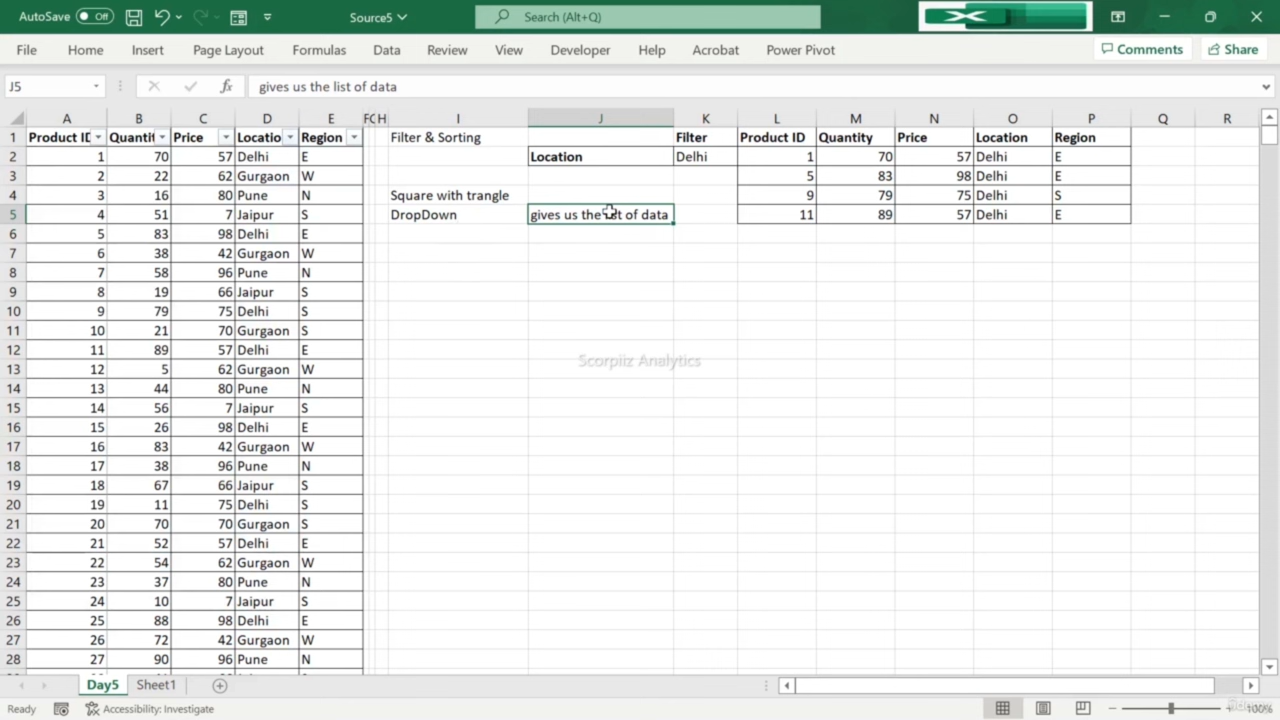 AutoSave Off Source5 Search (Alt+Q)
File Home Insert Page Layout Formulas Data Review View Developer Help Acrobat Power Pivot Comments Share
J5 fx gives us the list of data
A B C D E F G H I J K L M N O P Q R
1 Product ID Quantit Price Locatio Region Filter & Sorting Filter Product ID Quantity Price Location Region
2 1 70 57 Delhi E Location Delhi 1 70 57 Delhi E
3 2 22 62 Gurgaon W 5 83 98 Delhi E
4 3 16 80 Pune N Square with trangle 9 79 75 Delhi S
5 4 51 7 Jaipur S DropDown gives us the list of data 11 89 57 Delhi E
6 5 83 98 Delhi E
7 6 38 42 Gurgaon W
8 7 58 96 Pune N
9 8 19 66 Jaipur S
10 9 79 75 Delhi S
11 10 21 70 Gurgaon S
12 11 89 57 Delhi E
13 12 5 62 Gurgaon W
Scorpiiz Analytics
14 13 44 80 Pune N
15 14 56 7 Jaipur S
16 15 26 98 Delhi E
17 16 83 42 Gurgaon W
18 17 38 96 Pune N
19 18 67 66 Jaipur S
20 19 11 75 Delhi S
21 20 70 70 Gurgaon S
22 21 52 57 Delhi E
23 22 54 62 Gurgaon W
24 23 37 80 Pune N
25 24 10 7 Jaipur S
26 25 88 98 Delhi E
27 26 72 42 Gurgaon W
28 27 90 96 Pune N
Day5 Sheet1
Ready Accessibility: Investigate 100%